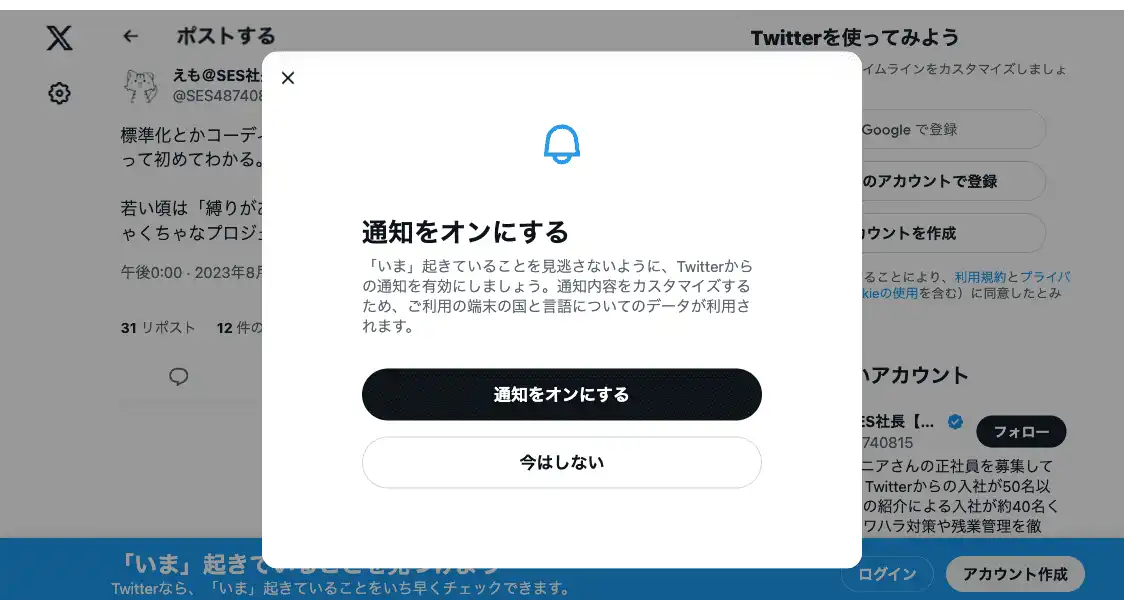 ポストする
えも@SES社
@SES48740
標準化とかコーディ
って初めてわかる。
若い頃は「縛りが
ゃくちゃなプロジ
午後0:00 · 2023年8月
31 リポスト 12 件の
Twitterを使ってみよう
イムラインをカスタマイズしましょ
Google で登録
のアカウントで登録
カウントを作成
ることにより、利用規約とプライバ
kieの使用を含む）に同意したとみ
通知をオンにする
「いま」起きていることを見逃さないように、Twitterから
の通知を有効にしましょう。通知内容をカスタマイズする
ため、ご利用の端末の国と言語についてのデータが利用さ
れます。
通知をオンにする
今はしない
いアカウント
ES社長【...
740815
フォロー
ニアさんの正社員を募集して
Twitterからの入社が50名以
の紹介による入社が約40名く
ワハラ対策や残業管理を徹
「いま」起きていることを見つけよう
Twitterなら、「いま」起きていることをいち早くチェックできます。
ログイン
アカウント作成